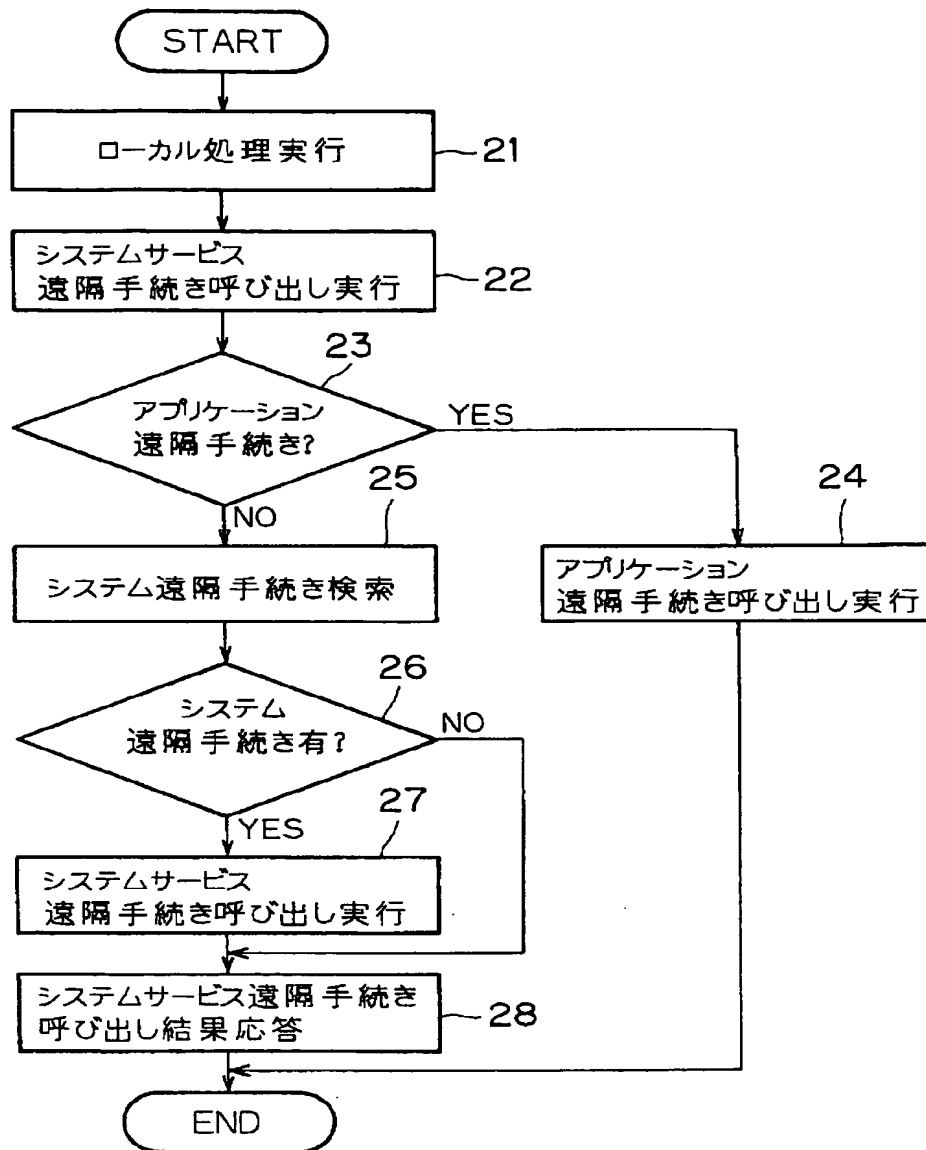 START
ローカル処理実行
21
システムサービス
遠隔手続き呼び出し実行
22
23
アプリケーション
遠隔手続き?
YES
NO
25
24
システム遠隔手続き検索
アプリケーション
遠隔手続き呼び出し実行
26
システム
遠隔手続き有?
NO
YES
27
システムサービス
遠隔手続き呼び出し実行
システムサービス遠隔手続き
呼び出し結果応答
28
END